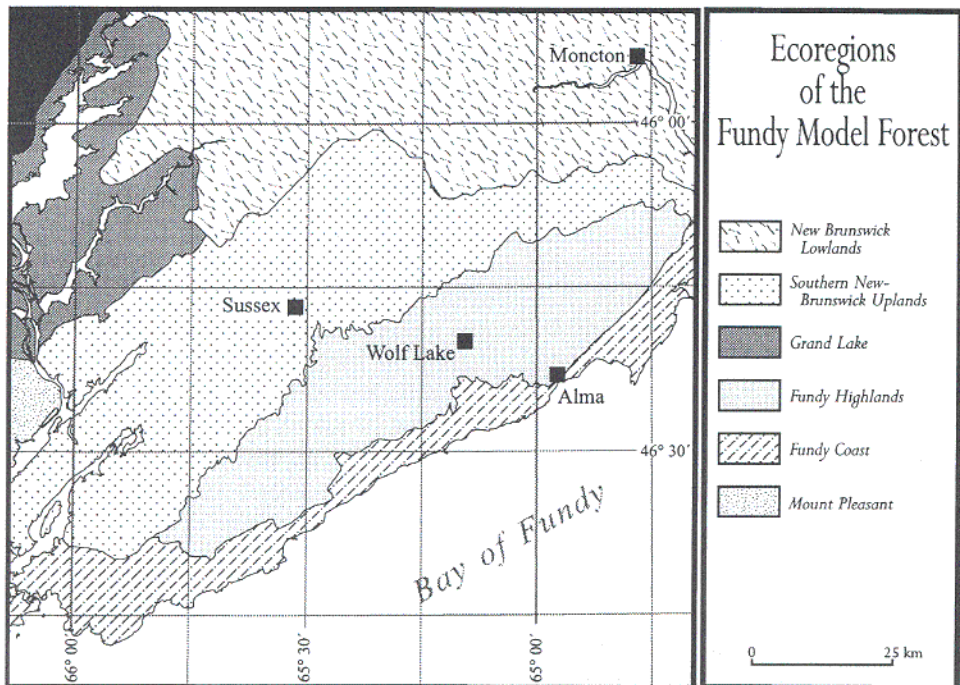 Moncton
46° 00′
Sussex
Wolf Lake
Alma
46° 30′
Bay of Fundy
66° 00′
65° 30′
65° 00′
Ecoregions
of the
Fundy Model Forest
New Brunswick
Lowlands
Southern New-
Brunswick Uplands
Grand Lake
Fundy Highlands
Fundy Coast
Mount Pleasant
0 25 km